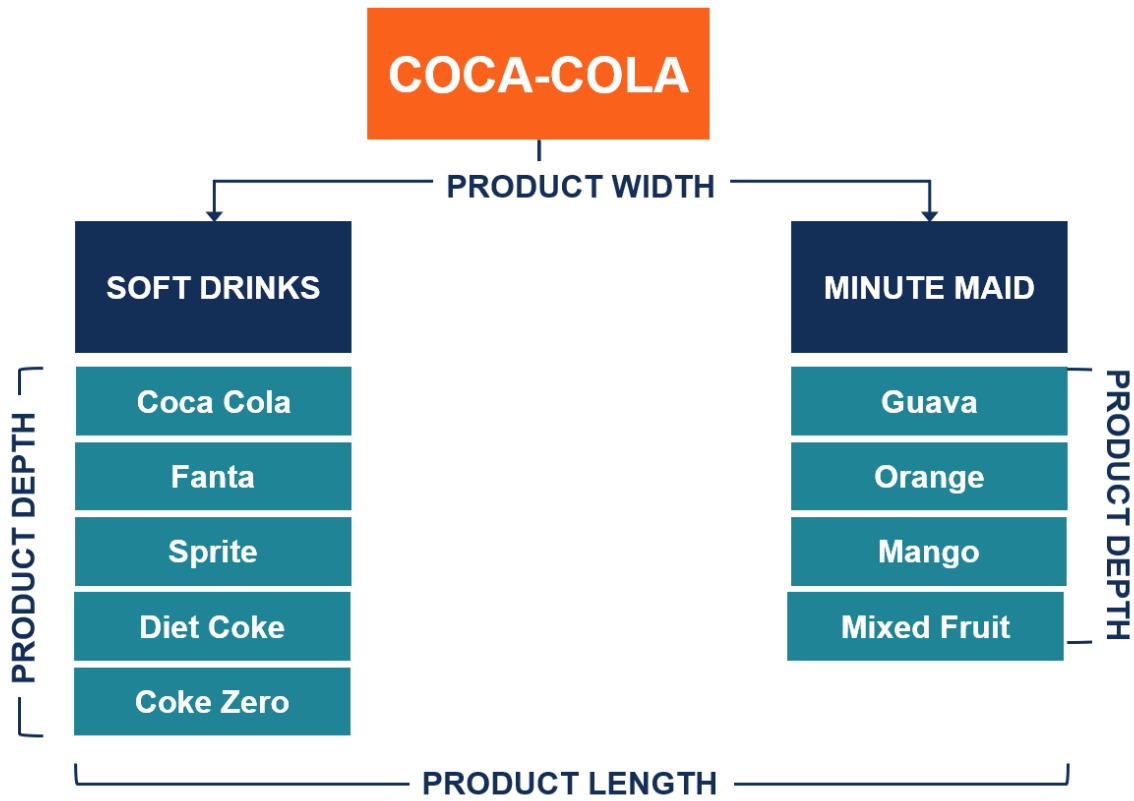 COCA-COLA
PRODUCT WIDTH
SOFT DRINKS
MINUTE MAID
PRODUCT DEPTH
Coca Cola
Fanta
Sprite
Diet Coke
Coke Zero
Guava
Orange
Mango
Mixed Fruit
PRODUCT DEPTH
PRODUCT LENGTH